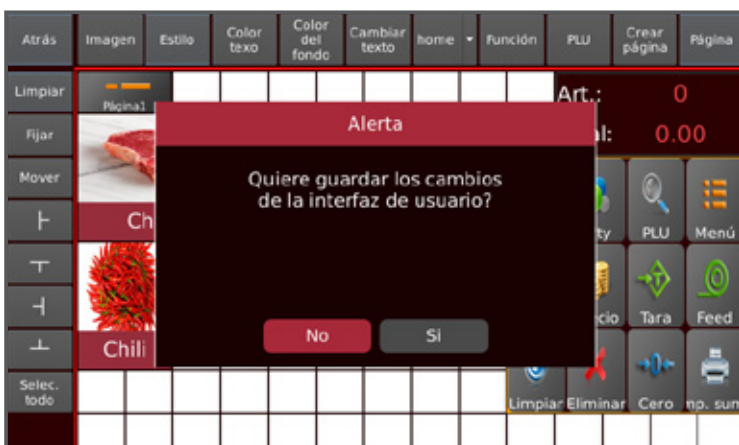 Atrás
Imagen
Estilo
Color
texo
Color
del
fondo
Cambiar
texto
home
Función
PLU
Crear
página
Página
Limpiar
Página1
Art.: 0
Fijar
Alerta
0.00
Mover
Quiere guardar los cambios
de la interfaz de usuario?
Ch
PLU
Menú
Tara
Feed
No
Si
Chili
Selec.
todo
Limpiar
Eliminar
Cero